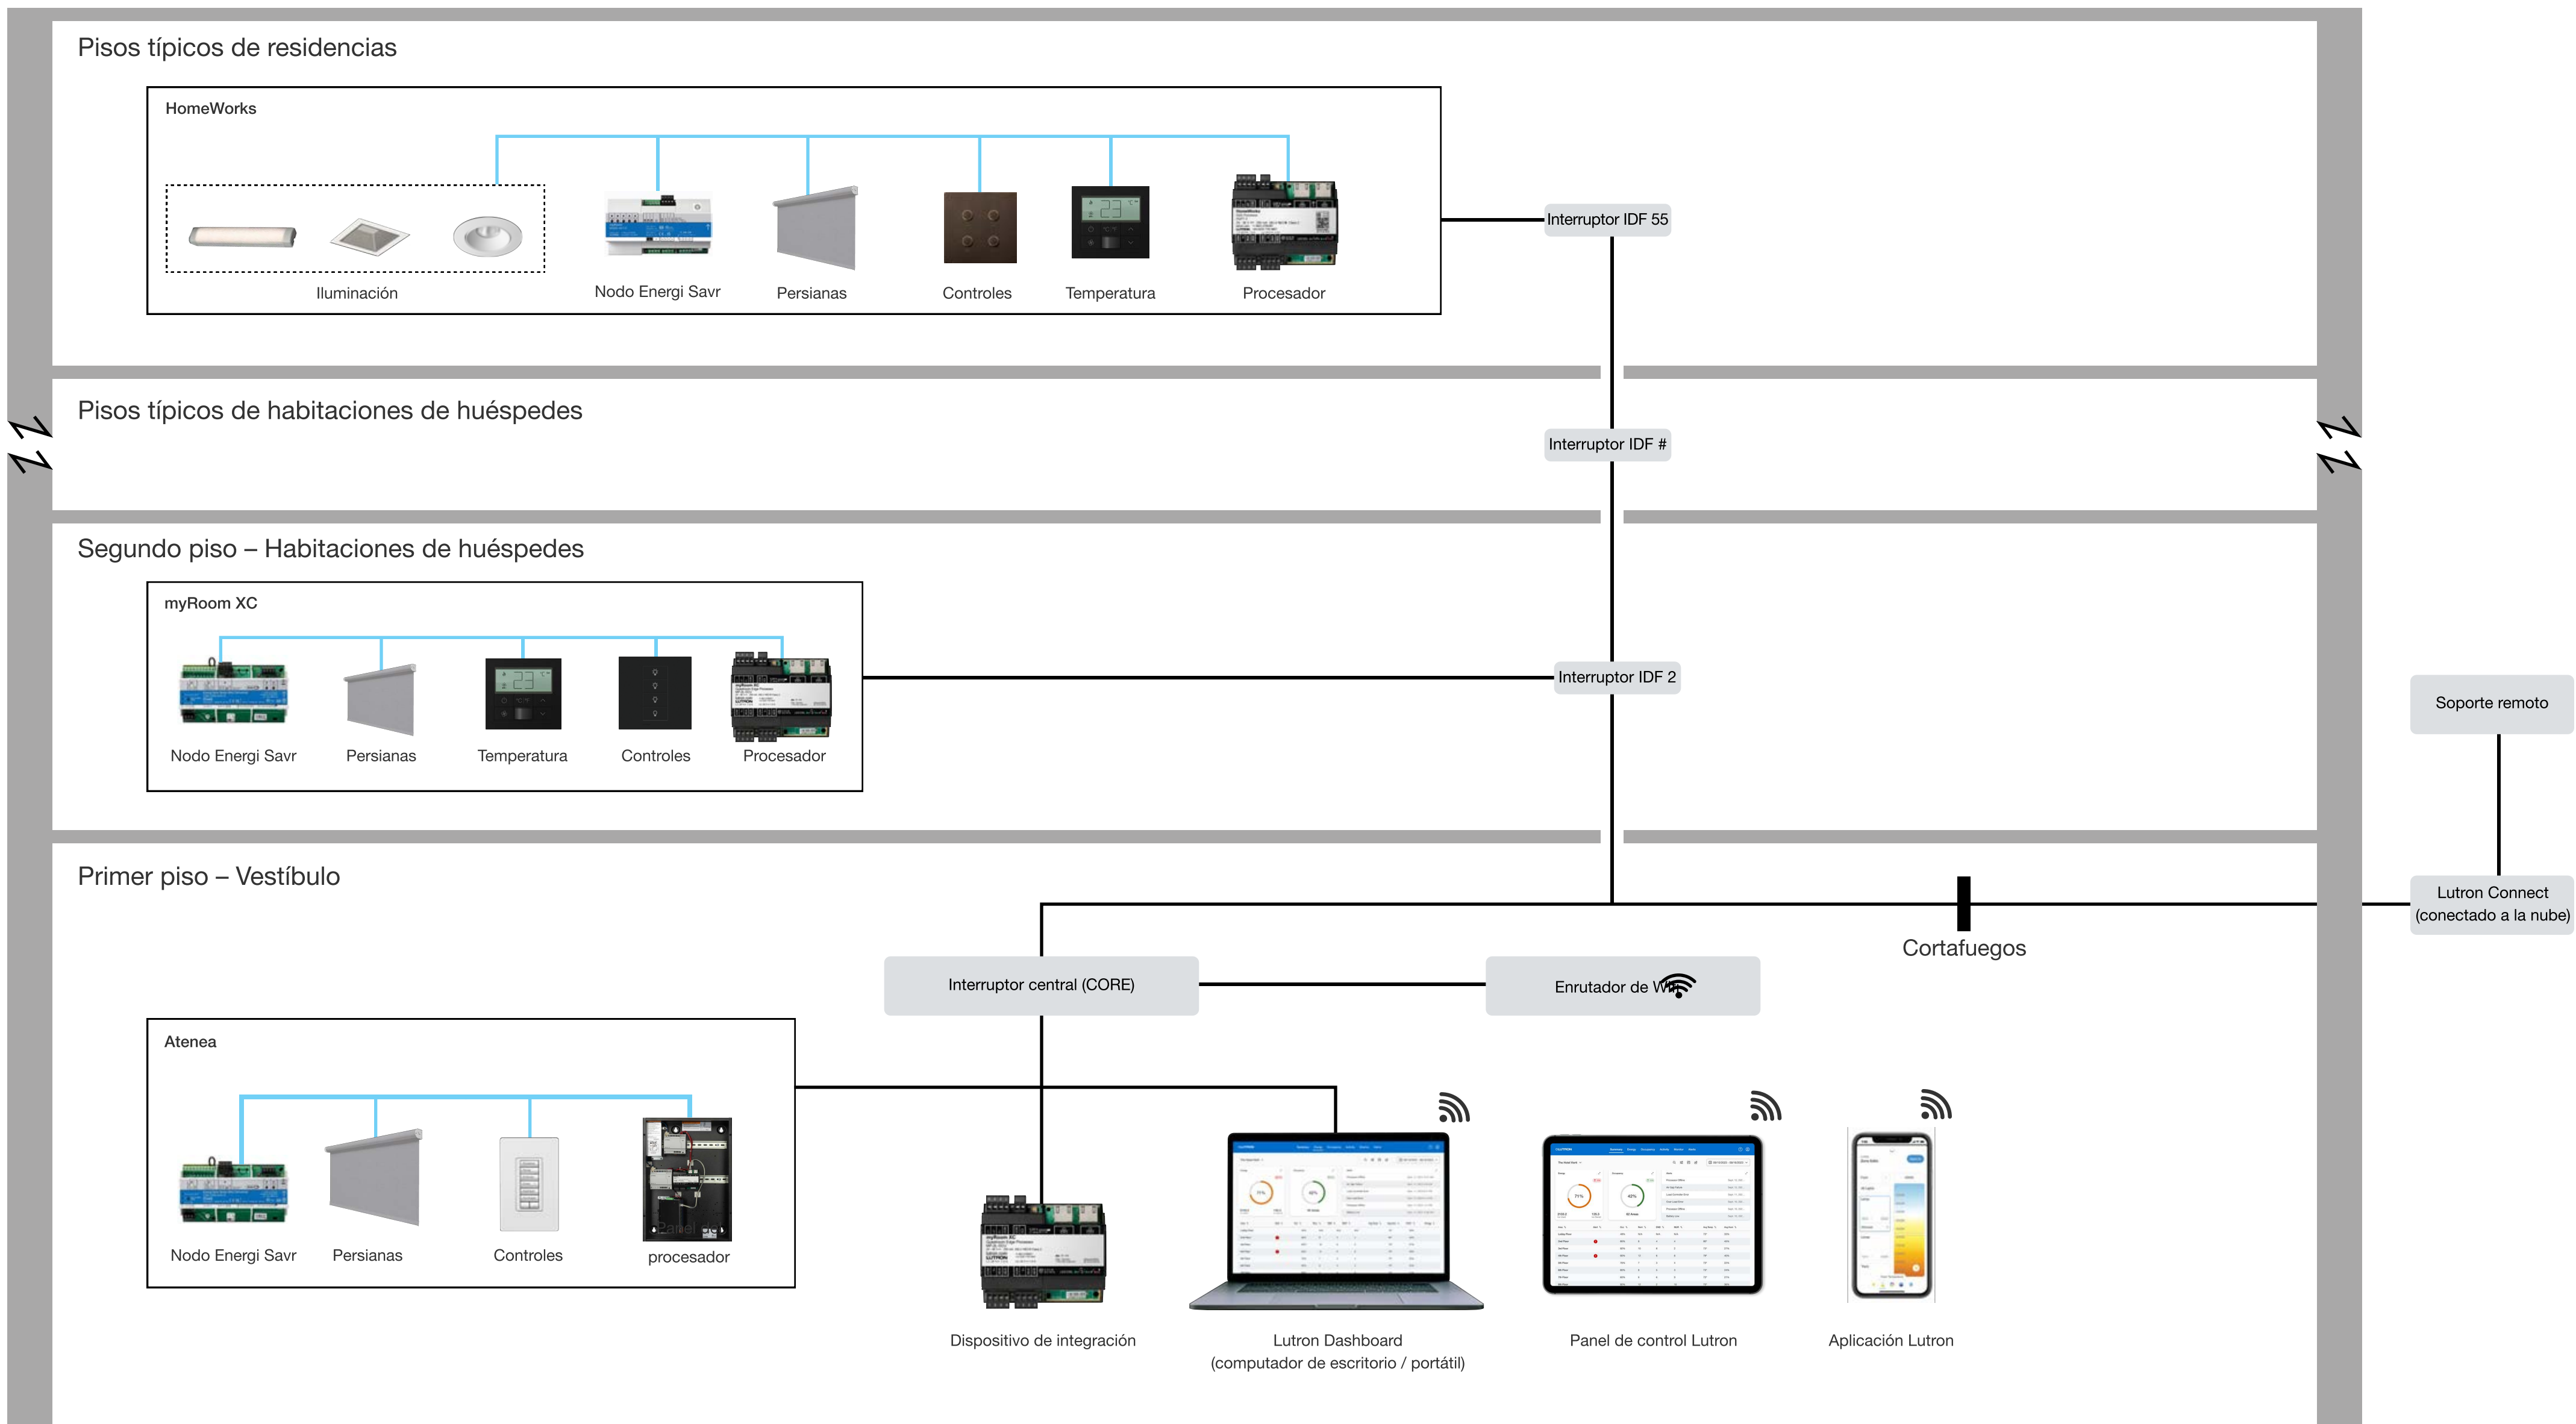 Pisos típicos de residencias
HomeWorks
Iluminación
Nodo Energi Savr
Persianas
Controles
Temperatura
Procesador
Interruptor IDF 55
Pisos típicos de habitaciones de huéspedes
Interruptor IDF #
Segundo piso – Habitaciones de huéspedes
myRoom XC
Nodo Energi Savr
Persianas
Temperatura
Controles
Procesador
Interruptor IDF 2
Soporte remoto
Lutron Connect
(conectado a la nube)
Primer piso – Vestíbulo
Cortafuegos
Interruptor central (CORE)
Enrutador de
Atenea
Nodo Energi Savr
Persianas
Controles
Panel de
procesador
Dispositivo de integración
Lutron Dashboard
(computador de escritorio / portátil)
Panel de control Lutron
Aplicación Lutron